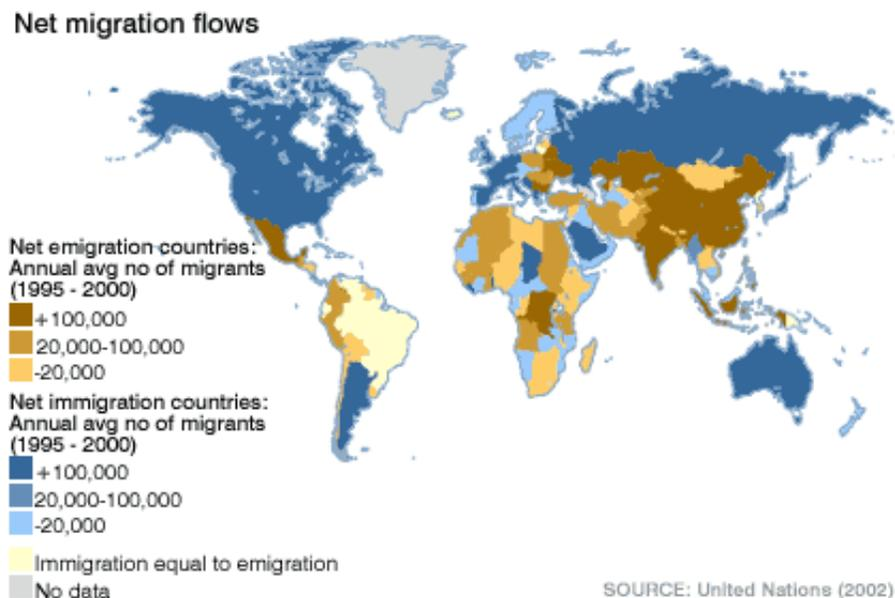 Net migration flows
Net emigration countries:
Annual avg no of migrants
(1995 - 2000)
+100,000
20,000-100,000
-20,000
Net immigration countries:
Annual avg no of migrants
(1995 - 2000)
+100,000
20,000-100,000
-20,000
Immigration equal to emigration
No data
SOURCE: United Nations (2002)